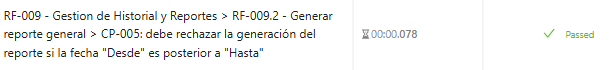 RF-009 - Gestion de Historial y Reportes > RF-009.2 - Generar
reporte general > CP-005: debe rechazar la generación del
reporte si la fecha "Desde" es posterior a "Hasta"
00:00.078
Passed